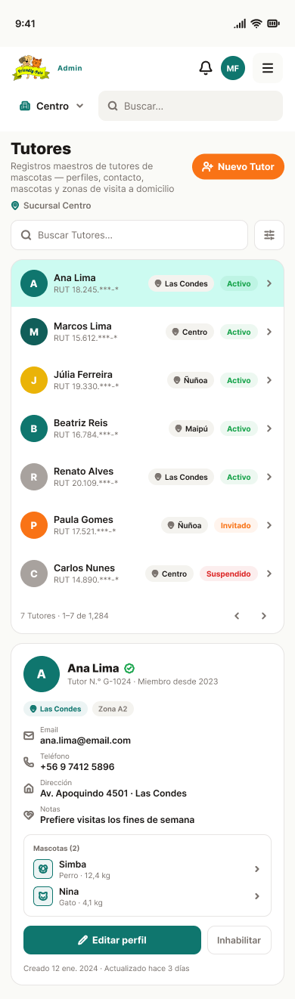 9:41
Friendly-Pets
Admin
MF
Centro
Buscar...
Tutores
Registros maestros de tutores de
mascotas — perfiles, contacto,
mascotas y zonas de visita a domicilio
Nuevo Tutor
Sucursal Centro
Buscar Tutores...
A
Ana Lima
RUT 18.245.***-*
Las Condes
Activo
M
Marcos Lima
RUT 15.612.***-*
Centro
Activo
J
Júlia Ferreira
RUT 19.330.***-*
Ñuñoa
Activo
B
Beatriz Reis
RUT 16.784.***-*
Maipú
Activo
R
Renato Alves
RUT 20.109.***-*
Las Condes
Activo
P
Paula Gomes
RUT 17.521.***-*
Ñuñoa
Invitado
C
Carlos Nunes
RUT 14.890.***-*
Centro
Suspendido
7 Tutores · 1–7 de 1,284
A
Ana Lima
Tutor N.° G-1024 · Miembro desde 2023
Las Condes
Zona A2
Email
ana.lima@email.com
Teléfono
+56 9 7412 5896
Dirección
Av. Apoquindo 4501 · Las Condes
Notas
Prefiere visitas los fines de semana
Mascotas (2)
Simba
Perro · 12,4 kg
Nina
Gato · 4,1 kg
Editar perfil
Inhabilitar
Creado 12 ene. 2024 · Actualizado hace 3 días